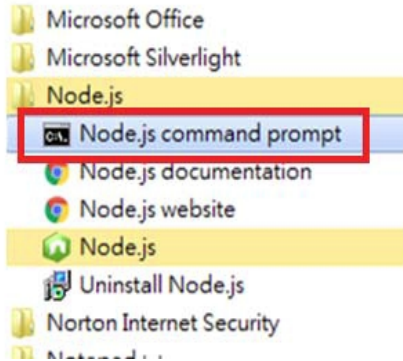 Microsoft Office
Microsoft Silverlight
Node.js
C:\.
Node.js command prompt
Node.js documentation
Node.js website
Node.js
Uninstall Node.js
Norton Internet Security